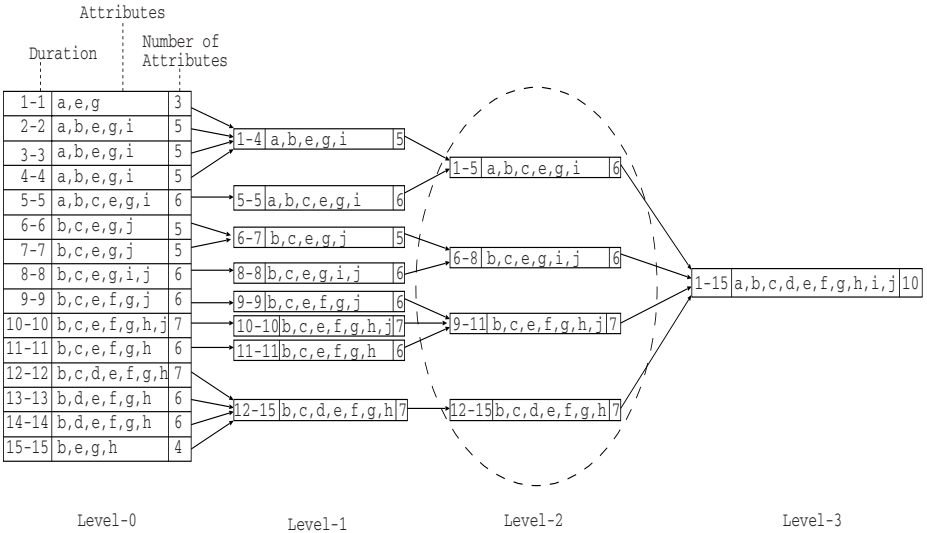 Attributes
Duration
Number of
Attributes
1-1 a,e,g 3
2-2 a,b,e,g,i 5
3-3 a,b,e,g,i 5
4-4 a,b,e,g,i 5
5-5 a,b,c,e,g,i 6
6-6 b,c,e,g,j 5
7-7 b,c,e,g,j 5
8-8 b,c,e,g,i,j 6
9-9 b,c,e,f,g,j 6
10-10 b,c,e,f,g,h,j 7
11-11 b,c,e,f,g,h 6
12-12 b,c,d,e,f,g,h 7
13-13 b,d,e,f,g,h 6
14-14 b,d,e,f,g,h 6
15-15 b,e,g,h 4
1-4 a,b,e,g,i 5
5-5 a,b,c,e,g,i 6
6-7 b,c,e,g,j 5
8-8 b,c,e,g,i,j 6
9-9 b,c,e,f,g,j 6
10-10 b,c,e,f,g,h,j 7
11-11 b,c,e,f,g,h 6
12-15 b,c,d,e,f,g,h 7
1-5 a,b,c,e,g,i 6
6-8 b,c,e,g,i,j 6
9-11 b,c,e,f,g,h,j 7
12-15 b,c,d,e,f,g,h 7
1-15 a,b,c,d,e,f,g,h,i,j 10
Level-0
Level-1
Level-2
Level-3